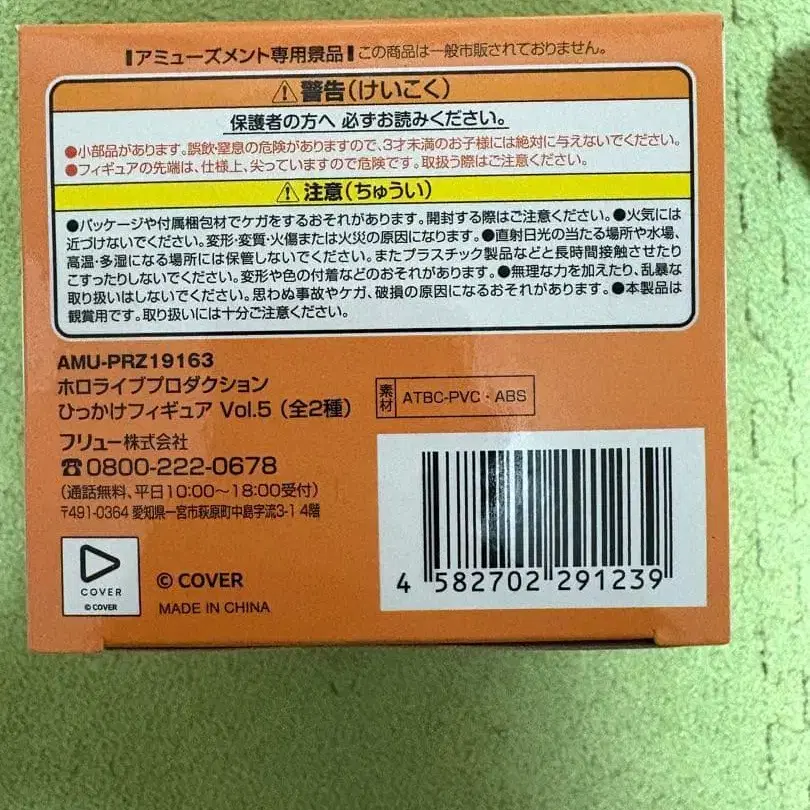 アミューズメント専用景品 この商品は一般市販されておりません。
警告(けいこく)
保護者の方へ 必ずお読みください。
●小部品があります。誤飲・窒息の危険がありますので、3才未満のお子様には絶対に与えないでください。
●フィギュアの先端は、仕様上、尖っていますので危険です。取扱う際はご注意ください。
注意(ちゅうい)
●パッケージや付属梱包材でケガをするおそれがあります。開封する際はご注意ください。●火気には
近づけないでください。変形・変質・火傷または火災の原因になります。●直射日光の当たる場所や水場、
高温・多湿になる場所には保管しないでください。またプラスチック製品などと長時間接触させたり
こすったりしないでください。変形や色の付着などのおそれがあります。●無理な力を加えたり、乱暴な
取り扱いはしないでください。思わぬ事故やケガ、破損の原因になるおそれがあります。●本製品は
観賞用です。取り扱いには十分ご注意ください。
AMU-PRZ19163
ホロライブプロダクション
ひっかけフィギュア Vol.5 (全2種)
素材 ATBC-PVC・ABS
フリュー株式会社
☎0800-222-0678
(通話無料、平日10:00～18:00受付)
〒491-0364 愛知県一宮市萩原町中島字流3-1 4階
COVER
© COVER
© COVER
MADE IN CHINA
4 582702 291239